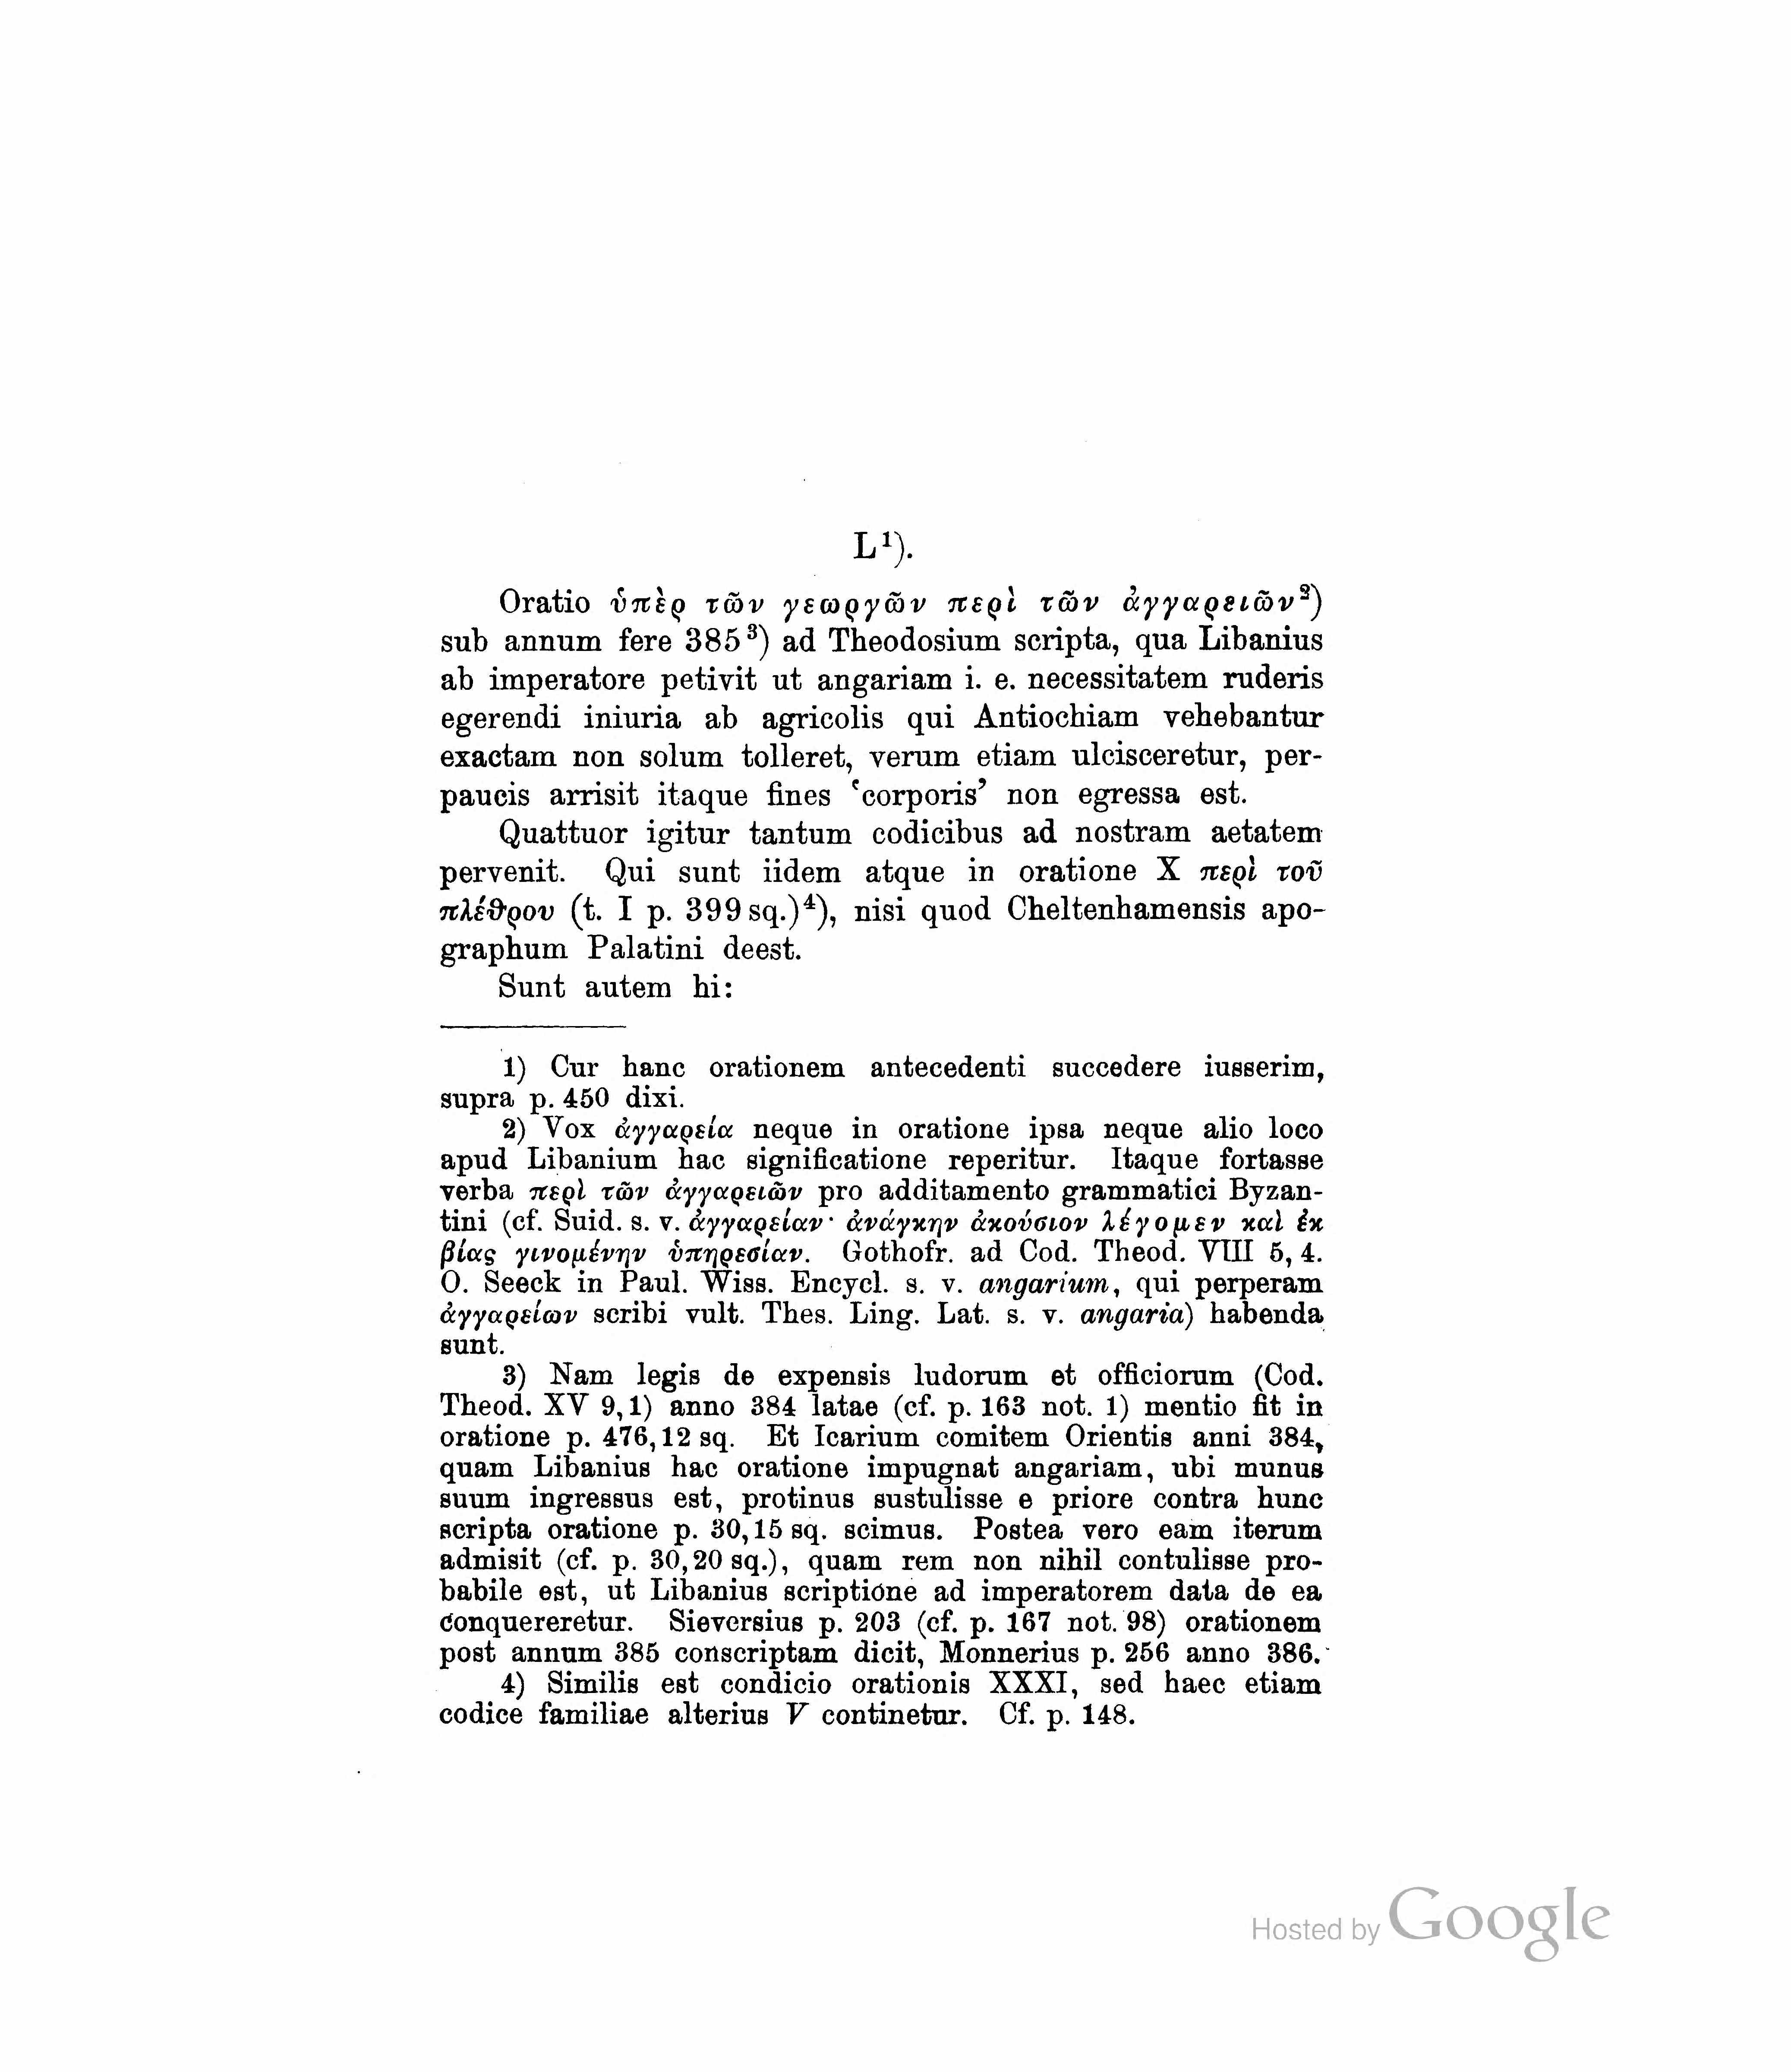 L¹).
Oratio ὑπὲρ τῶν γεωργῶν περὶ τῶν ἀγγαρειῶν²)
sub annum fere 385³) ad Theodosium scripta, qua Libanius
ab imperatore petivit ut angariam i. e. necessitatem ruderis
egerendi iniuria ab agricolis qui Antiochiam vehebantur
exactam non solum tolleret, verum etiam ulcisceretur, per-
paucis arrisit itaque fines ‘corporis’ non egressa est.
Quattuor igitur tantum codicibus ad nostram aetatem
pervenit. Qui sunt iidem atque in oratione X περὶ τοῦ
πλέθρου (t. I p. 399 sq.)⁴), nisi quod Cheltenhamensis apo-
graphum Palatini deest.
Sunt autem hi:
1) Cur hanc orationem antecedenti succedere iusserim,
supra p. 450 dixi.
2) Vox ἀγγαρεία neque in oratione ipsa neque alio loco
apud Libanium hac significatione reperitur. Itaque fortasse
verba περὶ τῶν ἀγγαρειῶν pro additamento grammatici Byzan-
tini (cf. Suid. s. v. ἀγγαρείαν· ἀνάγκην ἀκούσιον λέγομεν καὶ ἐκ
βίας γινομένην ὑπηρεσίαν. Gothofr. ad Cod. Theod. VIII 5, 4.
O. Seeck in Paul. Wiss. Encycl. s. v. angarium, qui perperam
ἀγγαρείων scribi vult. Thes. Ling. Lat. s. v. angaria) habenda
sunt.
3) Nam legis de expensis ludorum et officiorum (Cod.
Theod. XV 9,1) anno 384 latae (cf. p. 163 not. 1) mentio fit in
oratione p. 476,12 sq. Et Icarium comitem Orientis anni 384,
quam Libanius hac oratione impugnat angariam, ubi munus
suum ingressus est, protinus sustulisse e priore contra hunc
scripta oratione p. 30,15 sq. scimus. Postea vero eam iterum
admisit (cf. p. 30,20 sq.), quam rem non nihil contulisse pro-
babile est, ut Libanius scriptione ad imperatorem data de ea
conquereretur. Sieversius p. 203 (cf. p. 167 not. 98) orationem
post annum 385 conscriptam dicit, Monnerius p. 256 anno 386.
4) Similis est condicio orationis XXXI, sed haec etiam
codice familiae alterius V continetur. Cf. p. 148.
Hosted by Google